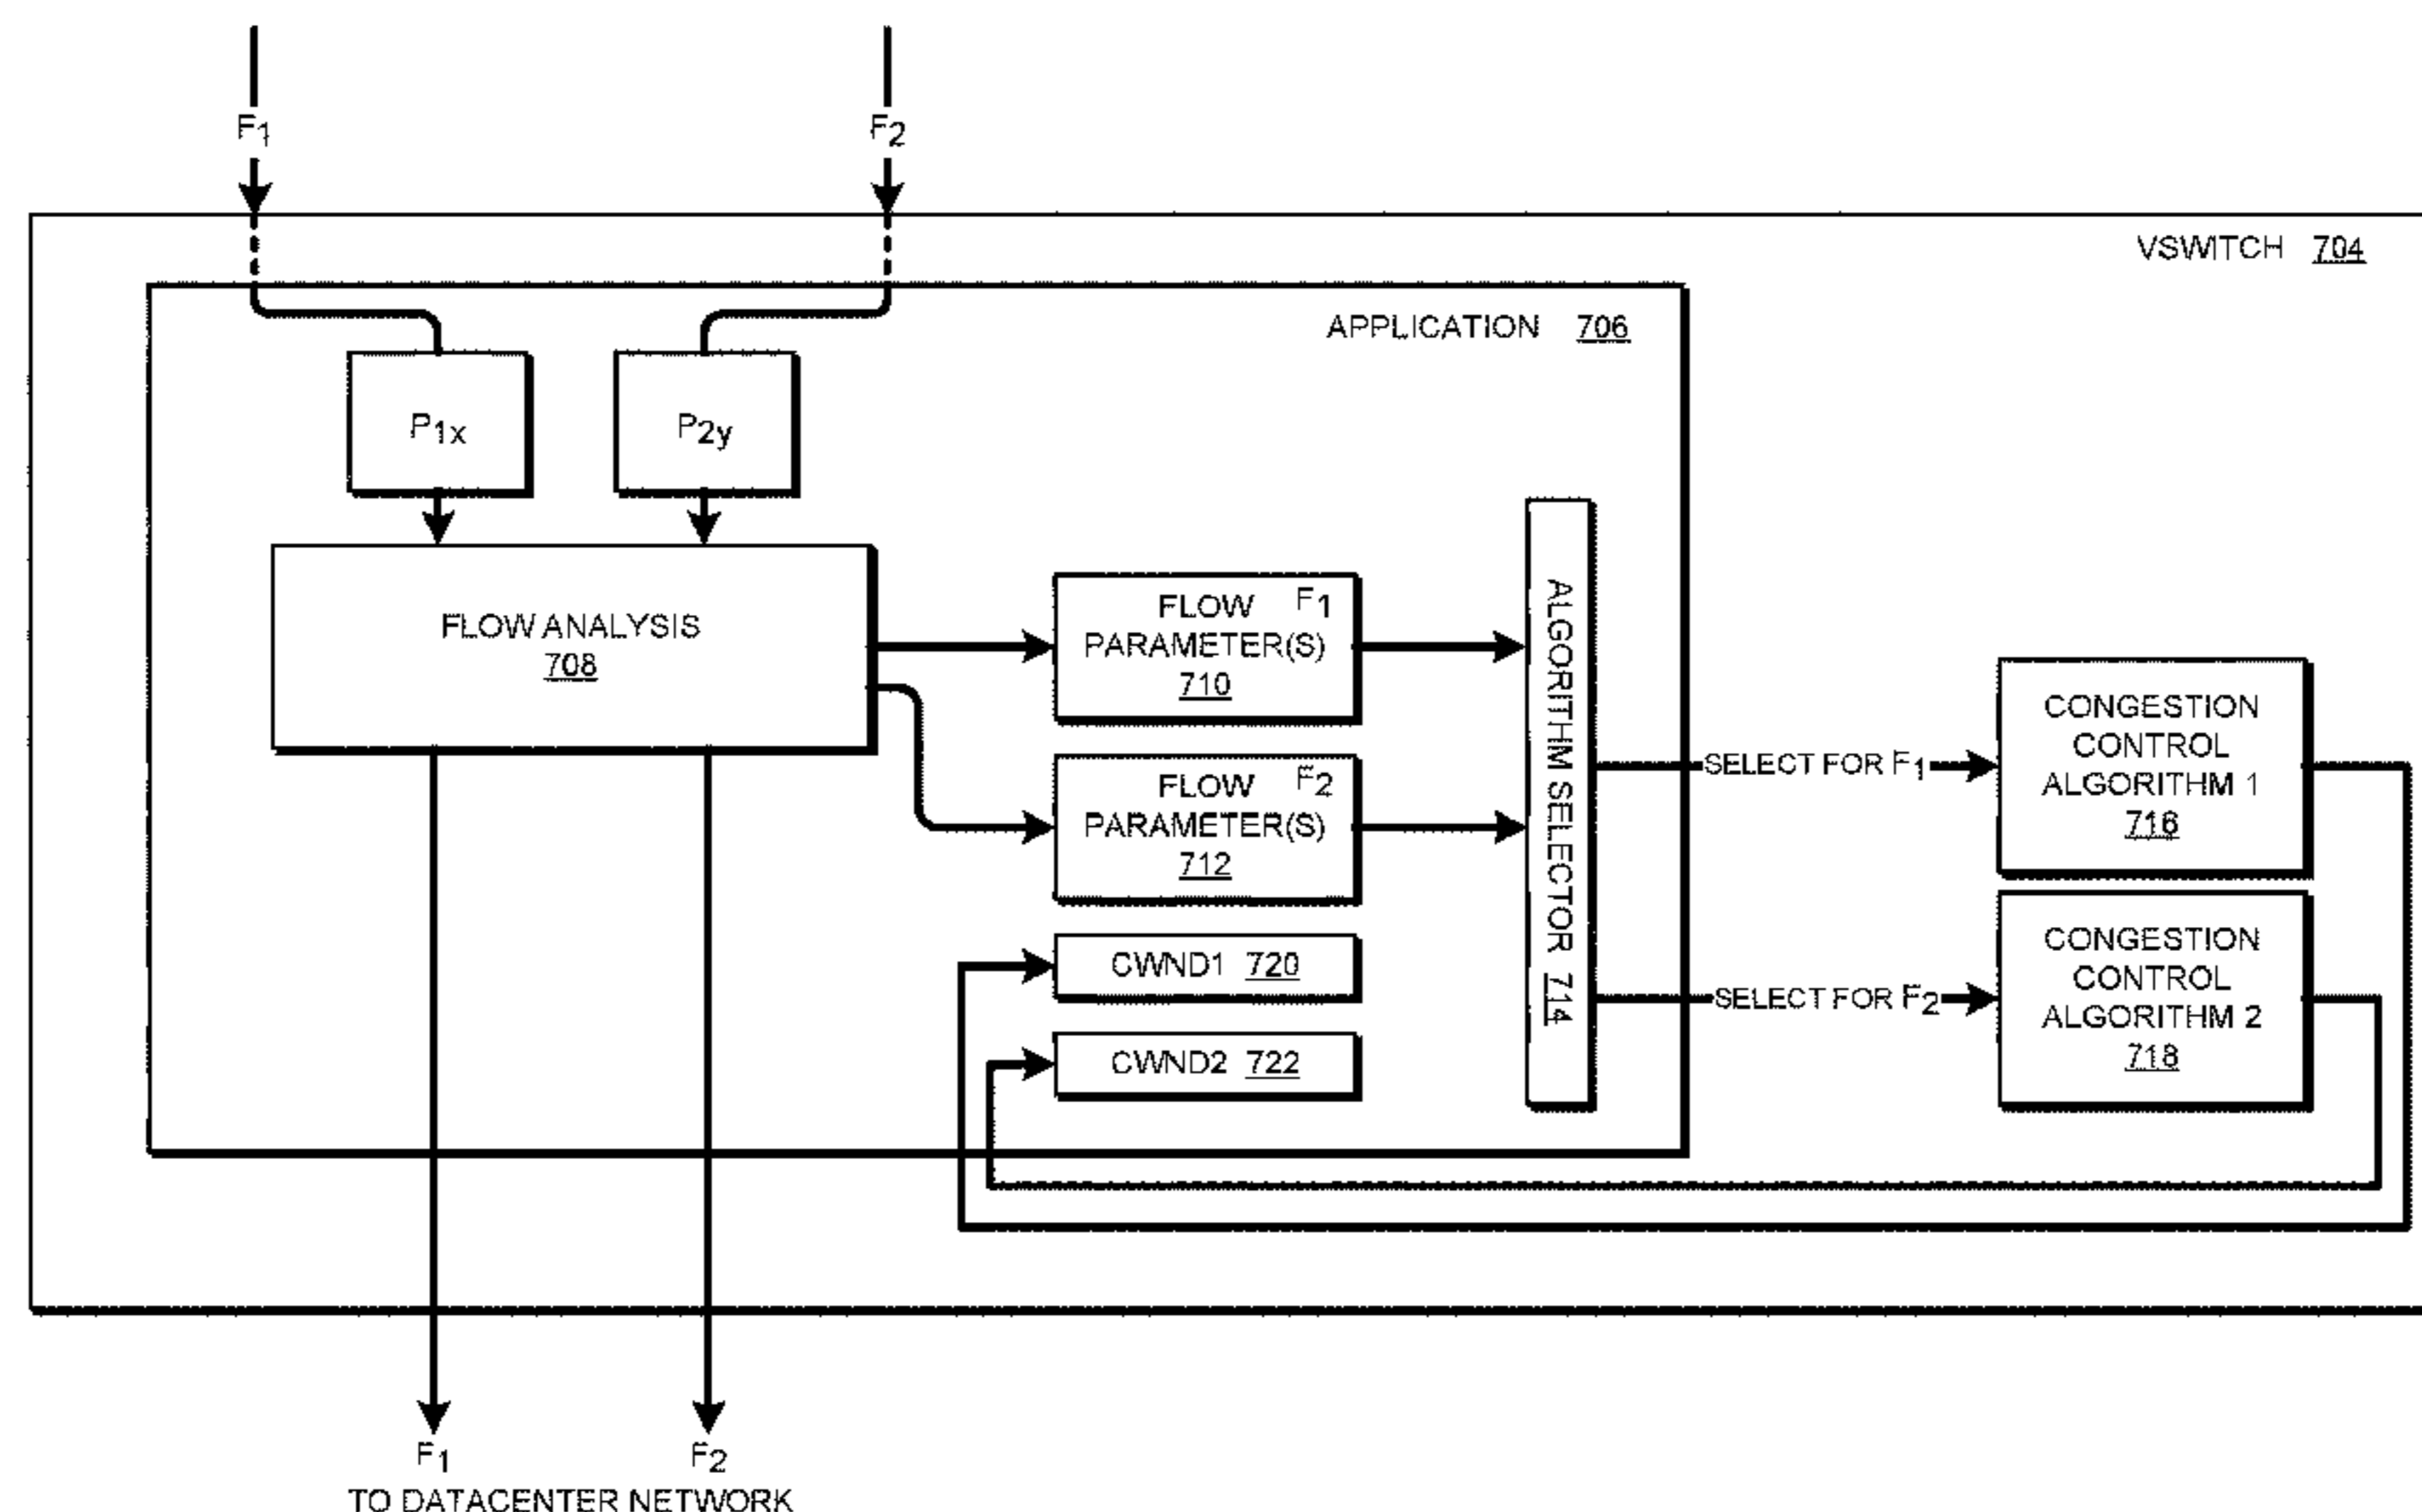 F1
F2
VSWITCH 704
APPLICATION 706
P1x
P2y
FLOW ANALYSIS
708
FLOW F1
PARAMETER(S)
710
FLOW F2
PARAMETER(S)
712
CWND1 720
CWND2 722
ALGORITHM SELECTOR 714
SELECT FOR F1
SELECT FOR F2
CONGESTION
CONTROL
ALGORITHM 1
716
CONGESTION
CONTROL
ALGORITHM 2
718
F1
F2
TO DATACENTER NETWORK